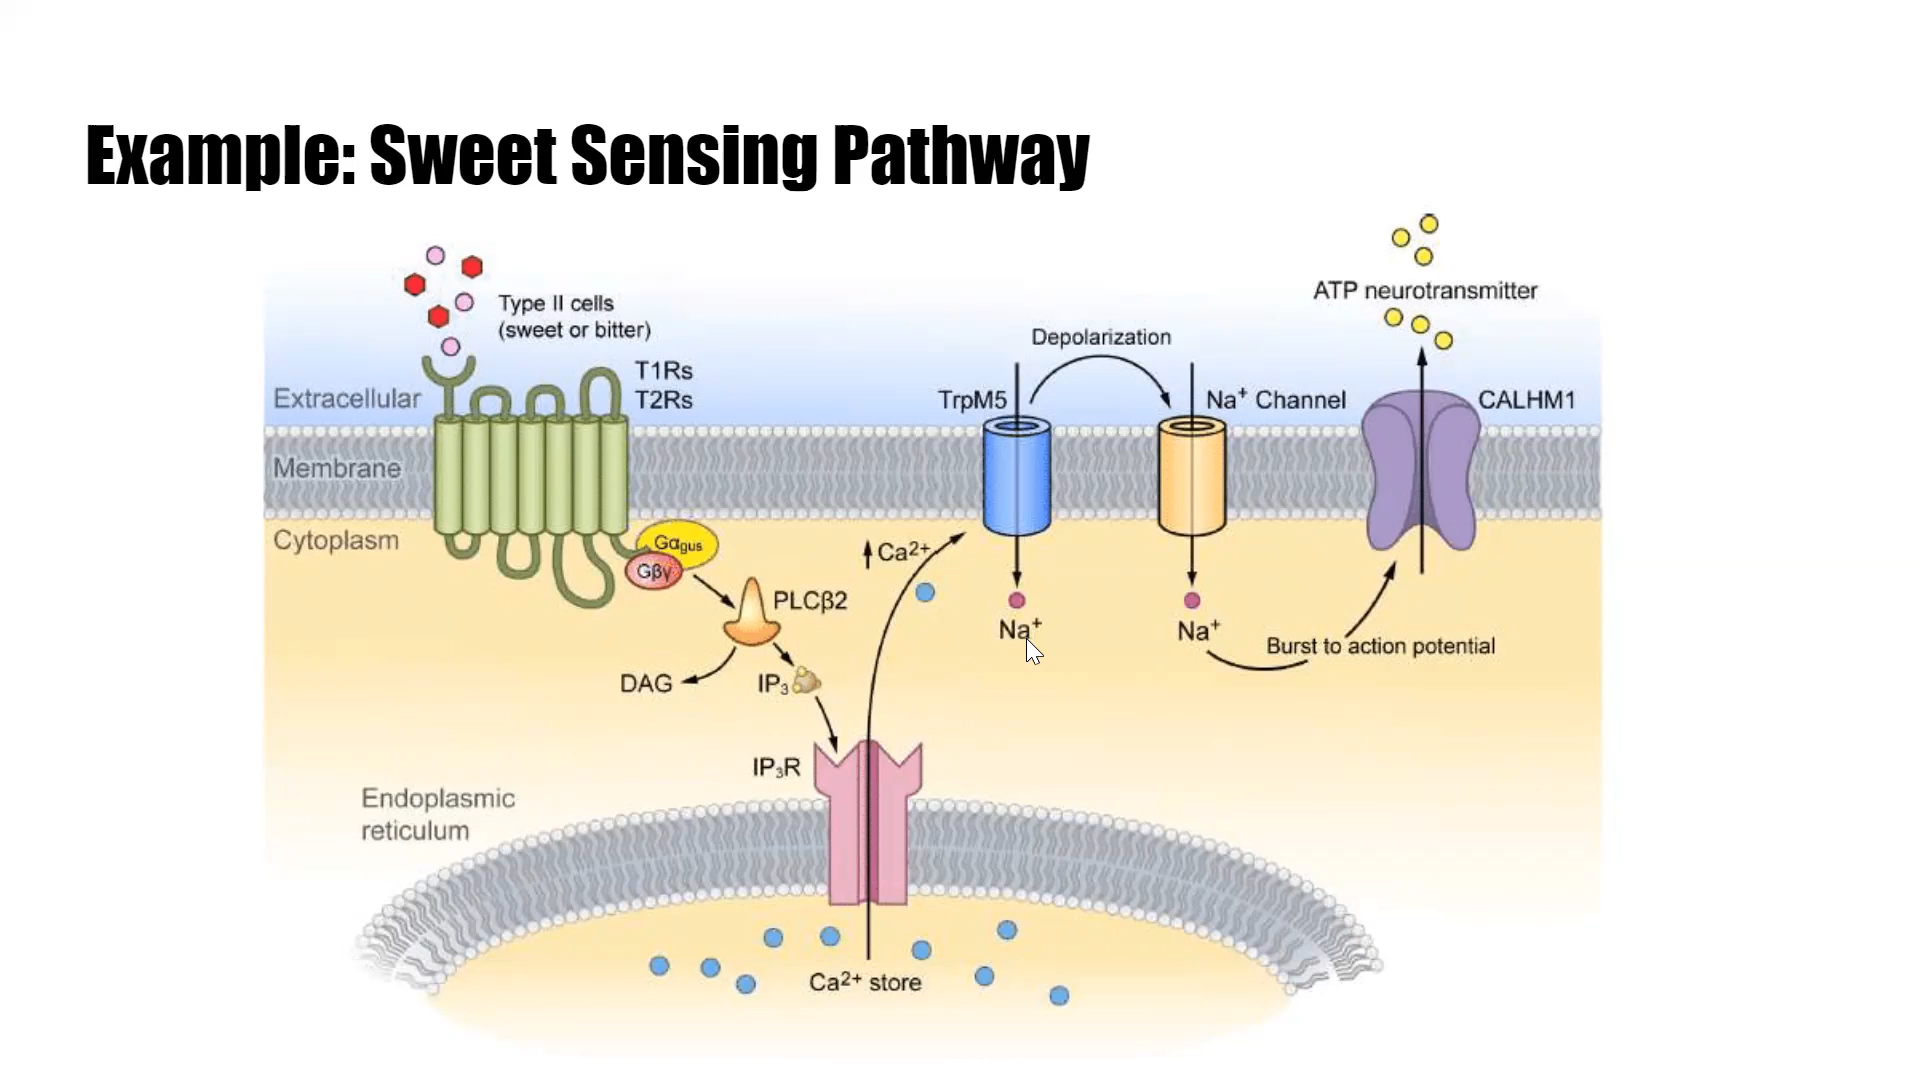 Example: Sweet Sensing Pathway
Type II cells
(sweet or bitter)
T1Rs
T2Rs
Extracellular
Membrane
Cytoplasm
Gαgus
Gβγ
PLCβ2
DAG
IP₃
IP₃R
Endoplasmic
reticulum
Ca²⁺ store
Ca²⁺
TrpM5
Depolarization
Na⁺
Na⁺ Channel
Na⁺
Burst to action potential
CALHM1
ATP neurotransmitter